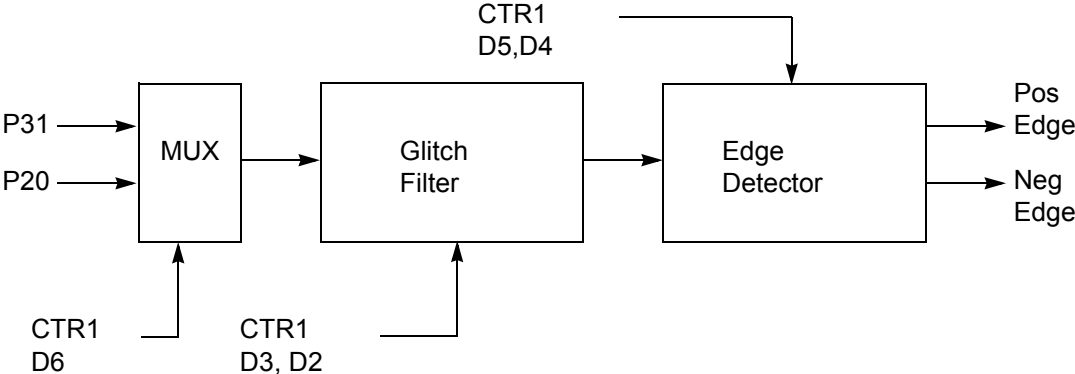 CTR1
D5,D4
P31
P20
MUX
Glitch
Filter
Edge
Detector
Pos
Edge
Neg
Edge
CTR1
D6
CTR1
D3, D2